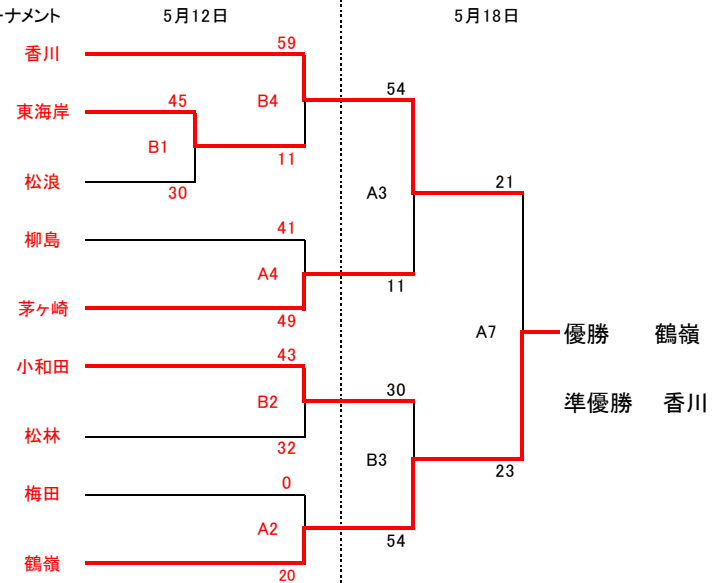 ーナメント 5月12日 5月18日
59
香川
54
45
B4
東海岸
B1
11
21
松浪
30
A3
41
柳島
A4
11
茅ヶ崎
49
A7
優勝 鶴嶺
43
小和田
30
B2
準優勝 香川
松林
32
B3
0
23
梅田
A2
54
鶴嶺
20